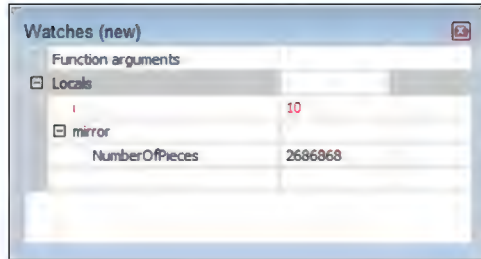 Watches (new)
Function arguments
Locals
i 10
mirror
NumberOfPieces 2686868